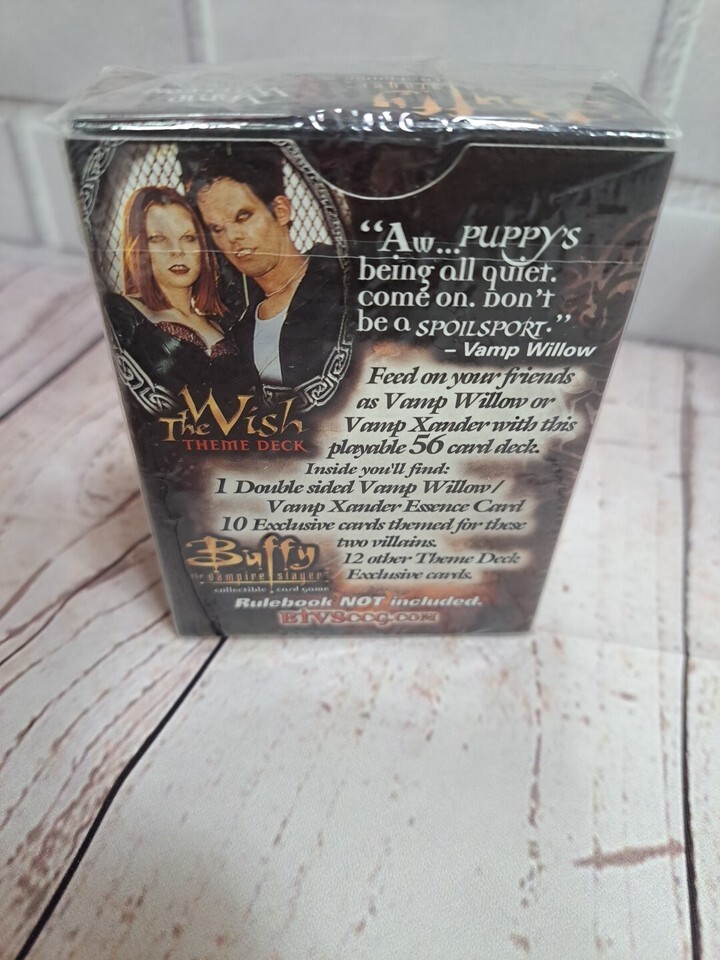 Vamp Willow
Buffy
"Aw...PUPPY'S
being all quiet.
come on. Don't
be a SPOILSPORT."
– Vamp Willow
The Wish
THEME DECK
Feed on your friends
as Vamp Willow or
Vamp Xander with this
playable 56 card deck.
Inside you'll find:
1 Double sided Vamp Willow/
Vamp Xander Essence Card
10 Exclusive cards themed for these
two villains.
12 other Theme Deck
Exclusive cards.
Buffy
the vampire slayer
collectible card game
Rulebook NOT included.
BTVSCCG.COM